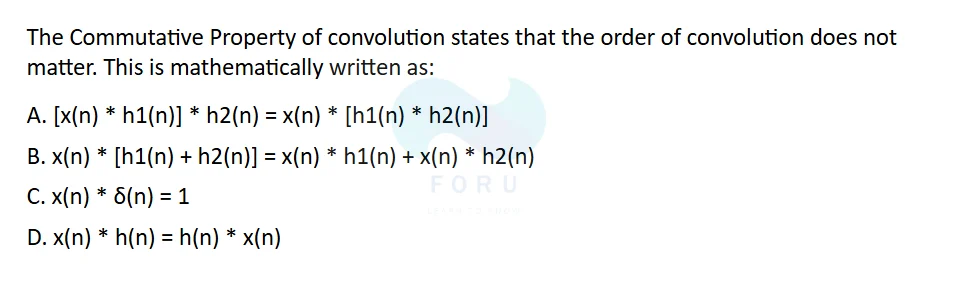 The Commutative Property of convolution states that the order of convolution does not
matter. This is mathematically written as:
A. [x(n) * h1(n)] * h2(n) = x(n) * [h1(n) * h2(n)]
B. x(n) * [h1(n) + h2(n)] = x(n) * h1(n) + x(n) * h2(n)
FORU
C. x(n) * δ(n) = 1
D. x(n) * h(n) = h(n) * x(n)